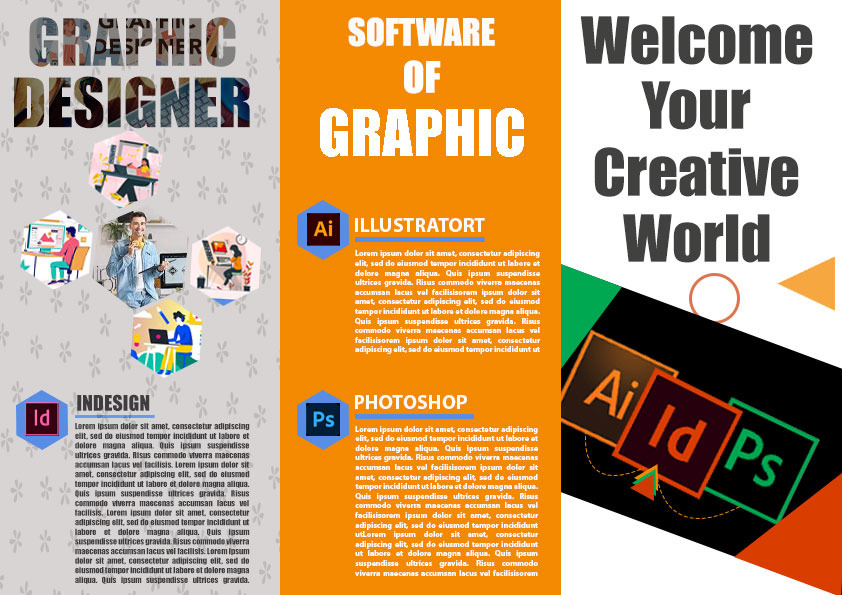 GRAPHIC
DESIGNER
GRAPHIC
DESIGNER
Id
INDESIGN
Lorem ipsum dolor sit amet, consectetur adipiscing
elit, sed do eiusmod tempor incididunt ut labore et
dolore magna aliqua. Quis ipsum suspendisse
ultrices gravida. Risus commodo viverra maecenas
accumsan lacus vel facilisis. Lorem ipsum dolor sit
amet, consectetur adipiscing elit, sed do eiusmod
tempor incididunt ut labore et dolore magna aliqua.
Quis ipsum suspendisse ultrices gravida. Risus
commodo viverra maecenas accumsan lacus vel
facilisis. Lorem ipsum dolor sit amet, consectetur
adipiscing elit, sed do eiusmod tempor incididunt
ut labore et dolore magna aliqua. Quis ipsum
suspendisse ultrices gravida. Risus commodo viverra
maecenas accumsan lacus vel facilisis. Lorem ipsum
dolor sit amet, consectetur adipiscing elit, sed do
eiusmod tempor incididunt ut labore et dolore magna
aliqua. Quis ipsum suspendisse ultrices gravida.
SOFTWARE
OF
GRAPHIC
Ai
ILLUSTRATORT
Lorem ipsum dolor sit amet, consectetur adipiscing
elit, sed do eiusmod tempor incididunt ut labore et
dolore magna aliqua. Quis ipsum suspendisse
ultrices gravida. Risus commodo viverra maecenas
accumsan lacus vel facilisisorem ipsum dolor sit
amet, consectetur adipiscing elit, sed do eiusmod
tempor incididunt ut labore et dolore magna aliqua.
Quis ipsum suspendisse ultrices gravida. Risus
commodo viverra maecenas accumsan lacus vel
facilisisorem ipsum dolor sit amet, consectetur
adipiscing elit, sed do eiusmod tempor incididunt ut
Ps
PHOTOSHOP
Lorem ipsum dolor sit amet, consectetur adipiscing
elit, sed do eiusmod tempor incididunt ut labore et
dolore magna aliqua. Quis ipsum suspendisse
ultrices gravida. Risus commodo viverra maecenas
accumsan lacus vel facilisisorem ipsum dolor sit
amet, consectetur adipiscing elit, sed do eiusmod
tempor incididunt ut labore et dolore magna aliqua.
Quis ipsum suspendisse ultrices gravida. Risus
commodo viverra maecenas accumsan lacus vel
facilisisorem ipsum dolor sit amet, consectetur
adipiscing elit, sed do eiusmod tempor incididunt
utLorem ipsum dolor sit amet, consectetur
adipiscing elit, sed do eiusmod tempor incididunt
ut labore et dolore magna aliqua. Quis ipsum
suspendisse ultrices gravida. Risus commodo
viverra maecenas accumsan lacus vel facilisisorem
Welcome
Your
Creative
World
Ai
Id
Ps